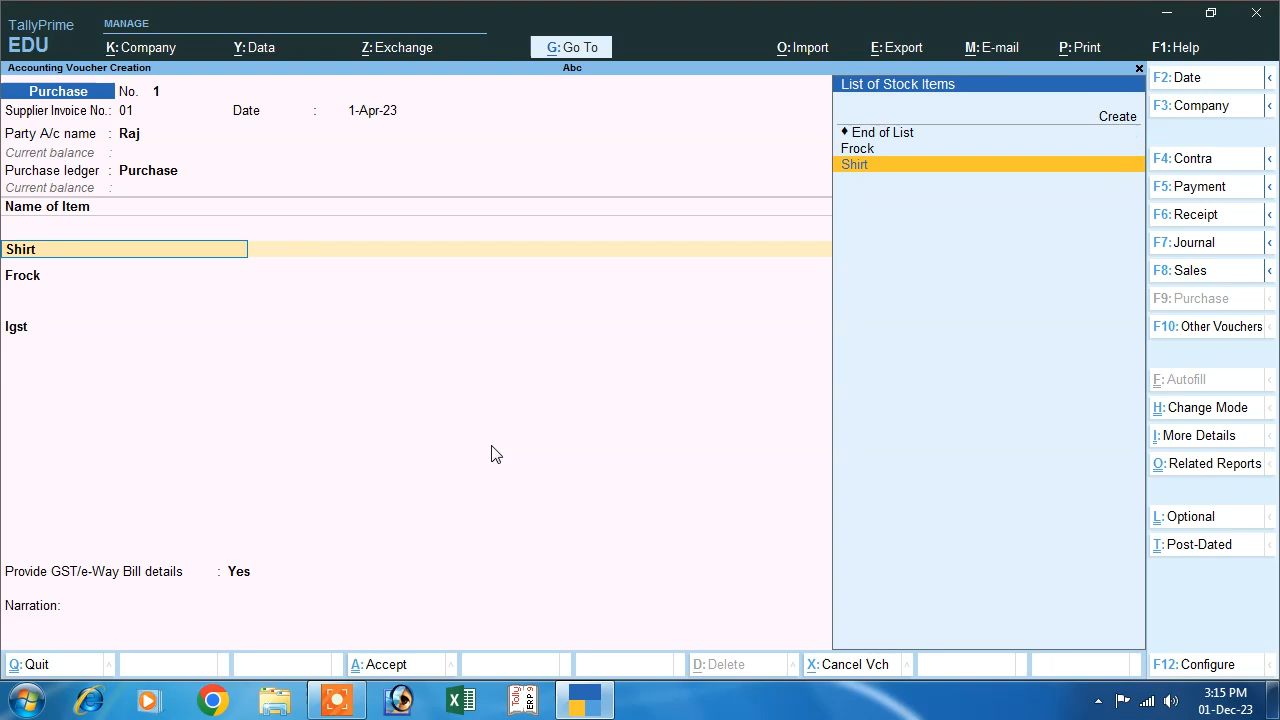 TallyPrime
EDU
MANAGE
K: Company
Y: Data
Z: Exchange
G: Go To
O: Import
E: Export
M: E-mail
P: Print
F1: Help
Accounting Voucher Creation
Abc
Purchase No. 1
Supplier Invoice No.: 01 Date : 1-Apr-23
Party A/c name : Raj
Current balance :
Purchase ledger : Purchase
Current balance :
Name of Item
Shirt
Frock
Igst
Provide GST/e-Way Bill details : Yes
Narration:
List of Stock Items
Create
♦ End of List
Frock
Shirt
F2: Date
F3: Company
F4: Contra
F5: Payment
F6: Receipt
F7: Journal
F8: Sales
F9: Purchase
F10: Other Vouchers
F: Autofill
H: Change Mode
I: More Details
O: Related Reports
L: Optional
T: Post-Dated
Q: Quit
A: Accept
D: Delete
X: Cancel Vch
F12: Configure
Tally
ERP 9
3:15 PM
01-Dec-23